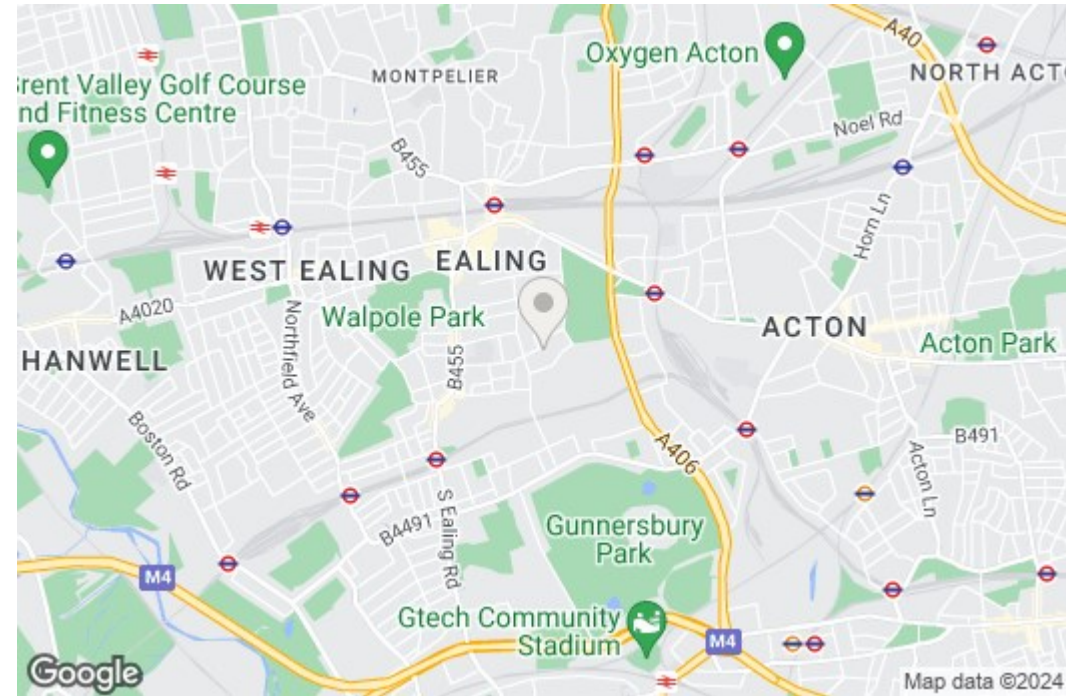 Oxygen Acton
A40
MONTPELIER
NORTH ACT
Brent Valley Golf Course
nd Fitness Centre
Noel Rd
B455
Horn Ln
WEST EALING
EALING
A4020
Walpole Park
ACTON
Acton Park
HANWELL
Northfield Ave
B455
Boston Rd
A406
B491
Acton Ln
B4491
S Ealing Rd
Gunnersbury
Park
M4
Gtech Community
Stadium
M4
Google
Map data ©2024